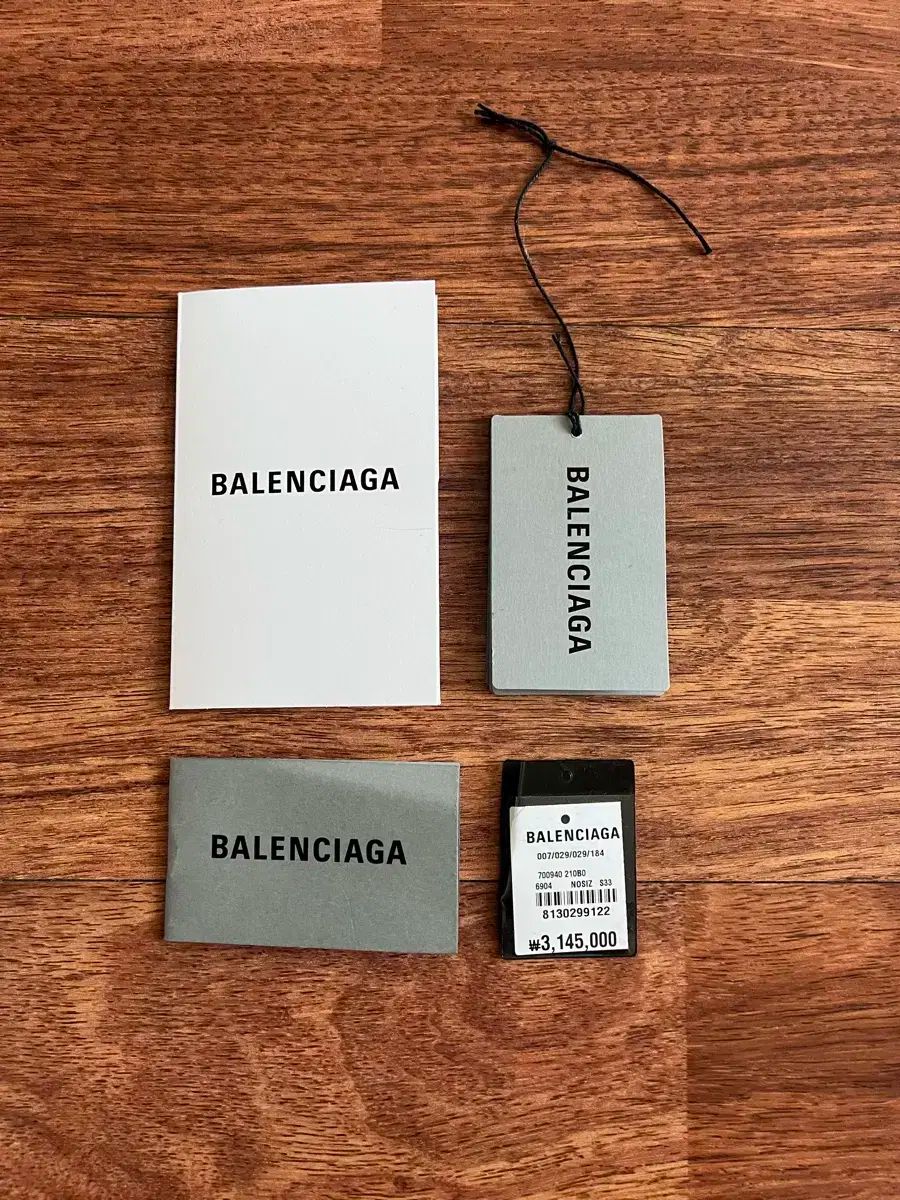 BALENCIAGA
BALENCIAGA
BALENCIAGA
BALENCIAGA
007/029/029/184
700940 210B0
6904 NOSIZ S33
8130299122
₩3,145,000